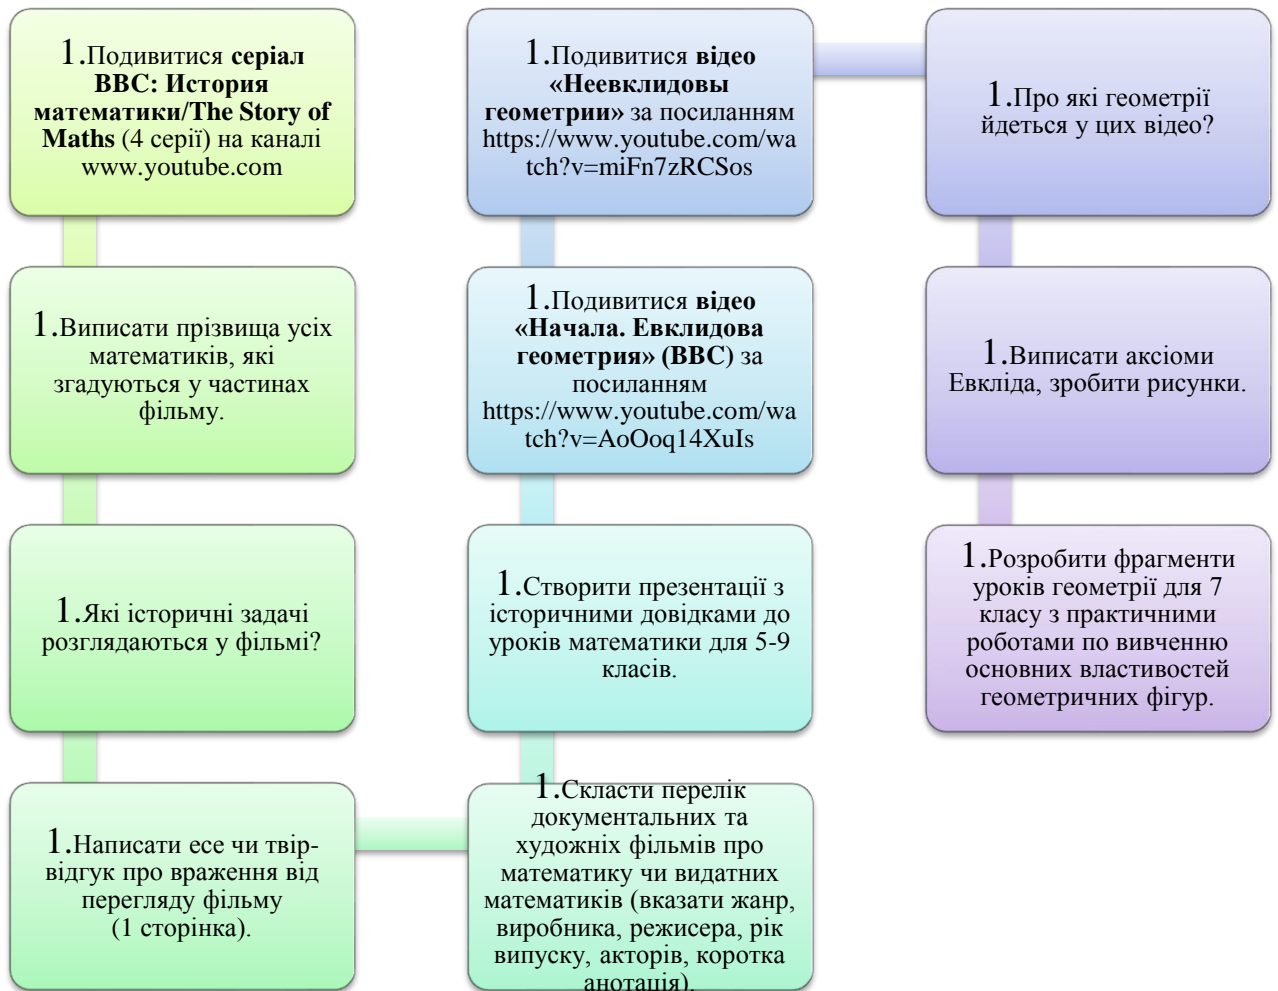 1.Подивитися серіал
BBC: История
математики/The Story of
Maths (4 серії) на каналі
www.youtube.com
1.Виписати прізвища усіх
математиків, які
згадуються у частинах
фільму.
1.Які історичні задачі
розглядаються у фільмі?
1.Написати есе чи твір-
відгук про враження від
перегляду фільму
(1 сторінка).
1.Скласти перелік
документальних та
художніх фільмів про
математику чи видатних
математиків (вказати жанр,
виробника, режисера, рік
випуску, акторів, коротка
анотація).
1.Створити презентації з
історичними довідками до
уроків математики для 5-9
класів.
1.Подивитися відео
«Начала. Евклидова
геометрия» (BBC) за
посиланням
https://www.youtube.com/wa
tch?v=AoOoq14XuIs
1.Подивитися відео
«Неевклидовы
геометрии» за посиланням
https://www.youtube.com/wa
tch?v=miFn7zRCSos
1.Про які геометрії
йдеться у цих відео?
1.Виписати аксіоми
Евкліда, зробити рисунки.
1.Розробити фрагменти
уроків геометрії для 7
класу з практичними
роботами по вивченню
основних властивостей
геометричних фігур.